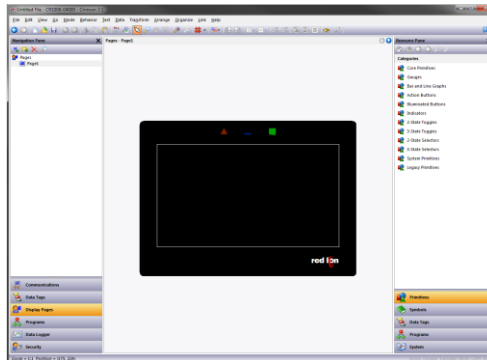 Untitled File - CR1000-04000 - Crimson 3.1
File Edit View Go Mode Behavior Text Data Transform Arrange Organize Link Help
Navigation Pane
Pages - Page1
Resource Pane
Pages
Page1
Categories
Core Primitives
Gauges
Bar and Line Graphs
Action Buttons
Illuminated Buttons
Indicators
2-State Toggles
3-State Toggles
2-State Selectors
X-State Selectors
System Primitives
Legacy Primitives
red lion
Communications
Data Tags
Display Pages
Programs
Data Logger
Security
Primitives
Symbols
Data Tags
Programs
System